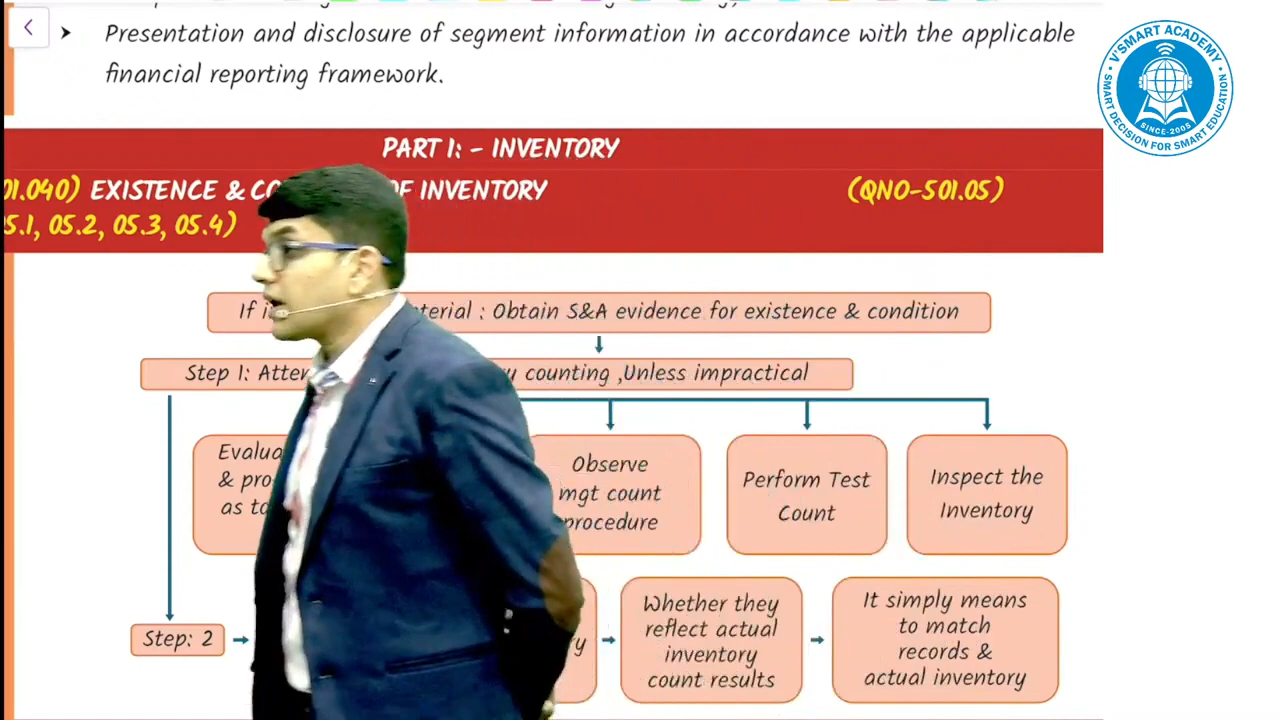 Presentation and disclosure of segment information in accordance with the applicable
financial reporting framework.
V'SMART ACADEMY
SMART DECISION FOR SMART EDUCATION
SINCE-2005
PART 1: - INVENTORY
01.040) EXISTENCE & CO OF INVENTORY (QNO-501.05)
05.1, 05.2, 05.3, 05.4)
If i terial : Obtain S&A evidence for existence & condition
Step 1: Atten y counting ,Unless impractical
Evalua
& pro
as to
Observe
mgt count
procedure
Perform Test
Count
Inspect the
Inventory
Step: 2
ry
Whether they
reflect actual
inventory
count results
It simply means
to match
records &
actual inventory